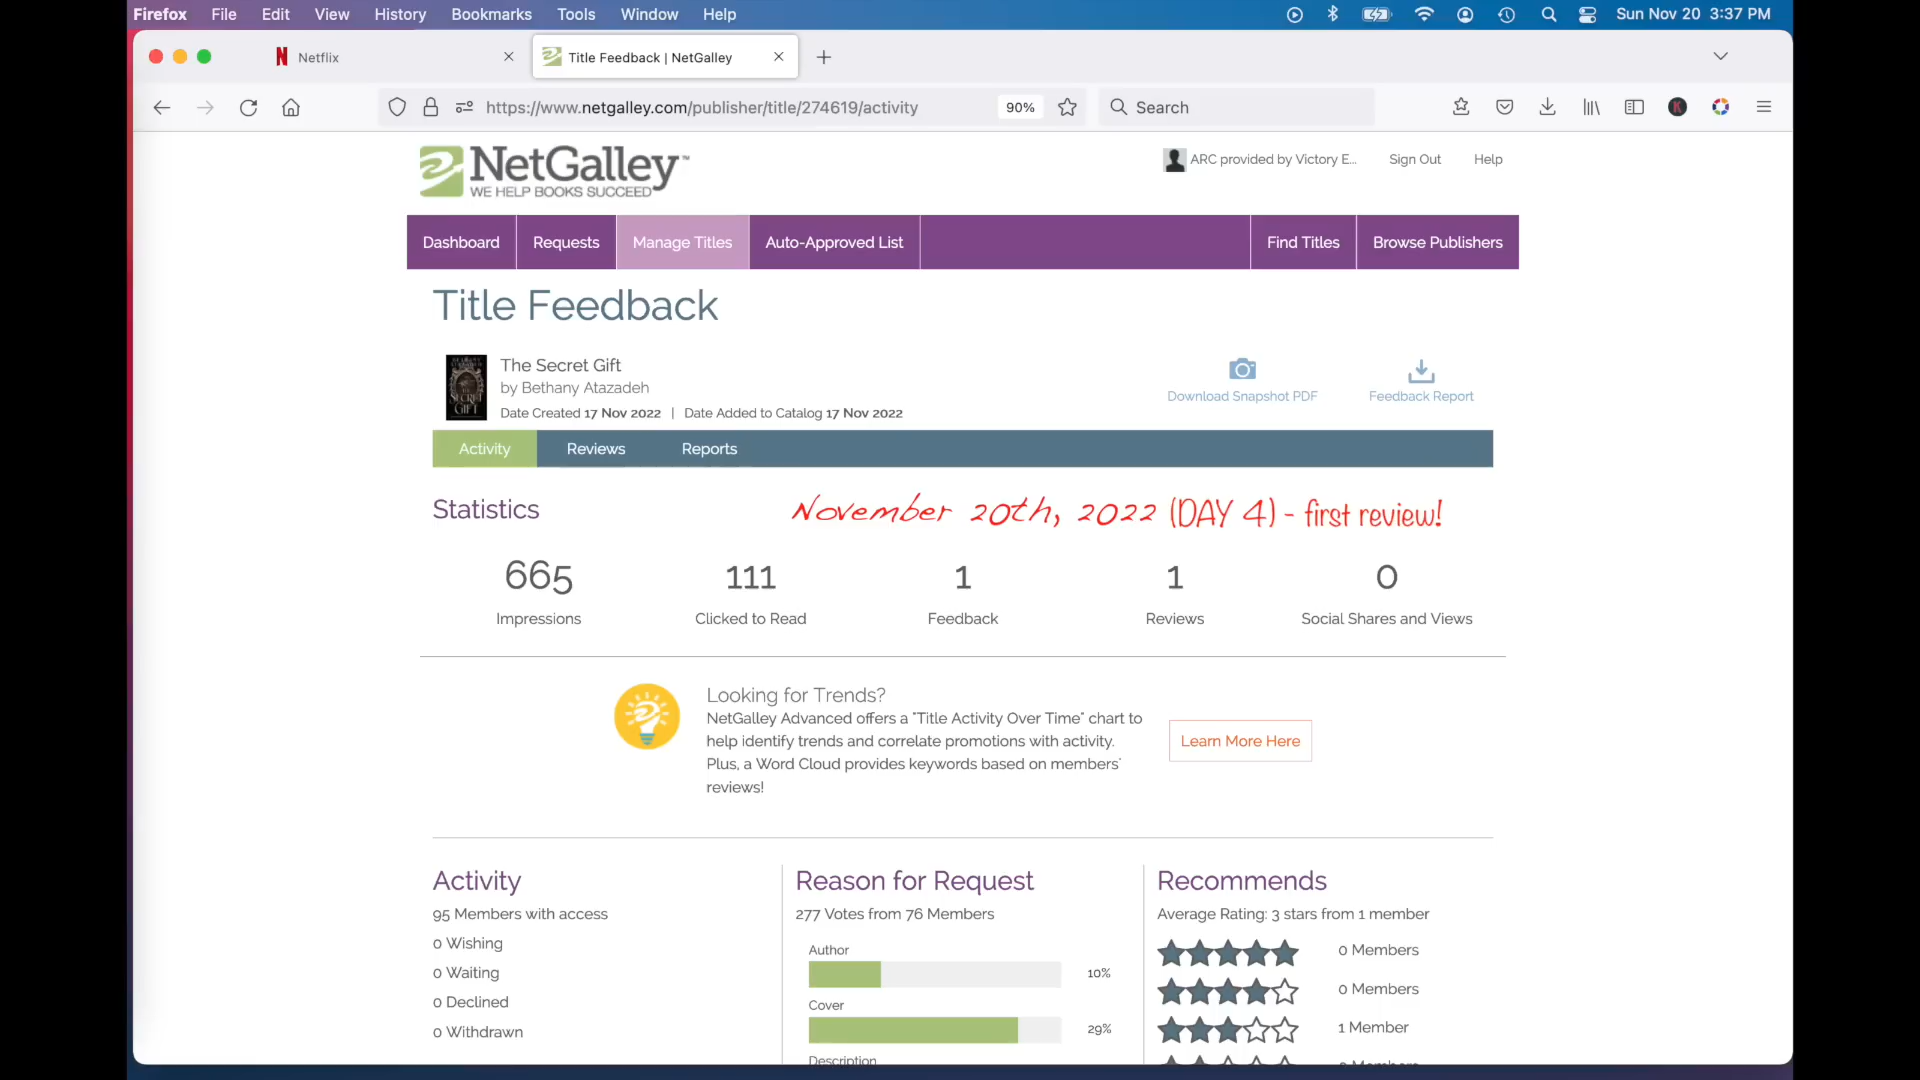 Firefox File Edit View History Bookmarks Tools Window Help Sun Nov 20 3:37 PM
Netflix Title Feedback | NetGalley
https://www.netgalley.com/publisher/title/274619/activity 90% Search
NetGalley™
WE HELP BOOKS SUCCEED
ARC provided by Victory E... Sign Out Help
Dashboard Requests Manage Titles Auto-Approved List Find Titles Browse Publishers
Title Feedback
The Secret Gift
by Bethany Atazadeh
Date Created 17 Nov 2022 | Date Added to Catalog 17 Nov 2022
Download Snapshot PDF Feedback Report
Activity Reviews Reports
Statistics
November 20th, 2022 (DAY 4) - first review!
665 111 1 1 0
Impressions Clicked to Read Feedback Reviews Social Shares and Views
Looking for Trends?
NetGalley Advanced offers a "Title Activity Over Time" chart to
help identify trends and correlate promotions with activity.
Plus, a Word Cloud provides keywords based on members'
reviews!
Learn More Here
Activity
95 Members with access
0 Wishing
0 Waiting
0 Declined
0 Withdrawn
Reason for Request
277 Votes from 76 Members
Author
10%
Cover
29%
Description
Recommends
Average Rating: 3 stars from 1 member
0 Members
0 Members
1 Member